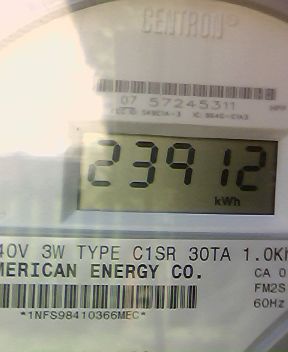 CENTRON®
07 57245311
23912
kWh
40V 3W TYPE C1SR 30TA 1.0Kh
MERICAN ENERGY CO.
CA 0
FM2S
60Hz
*1NFS98410366MEC*